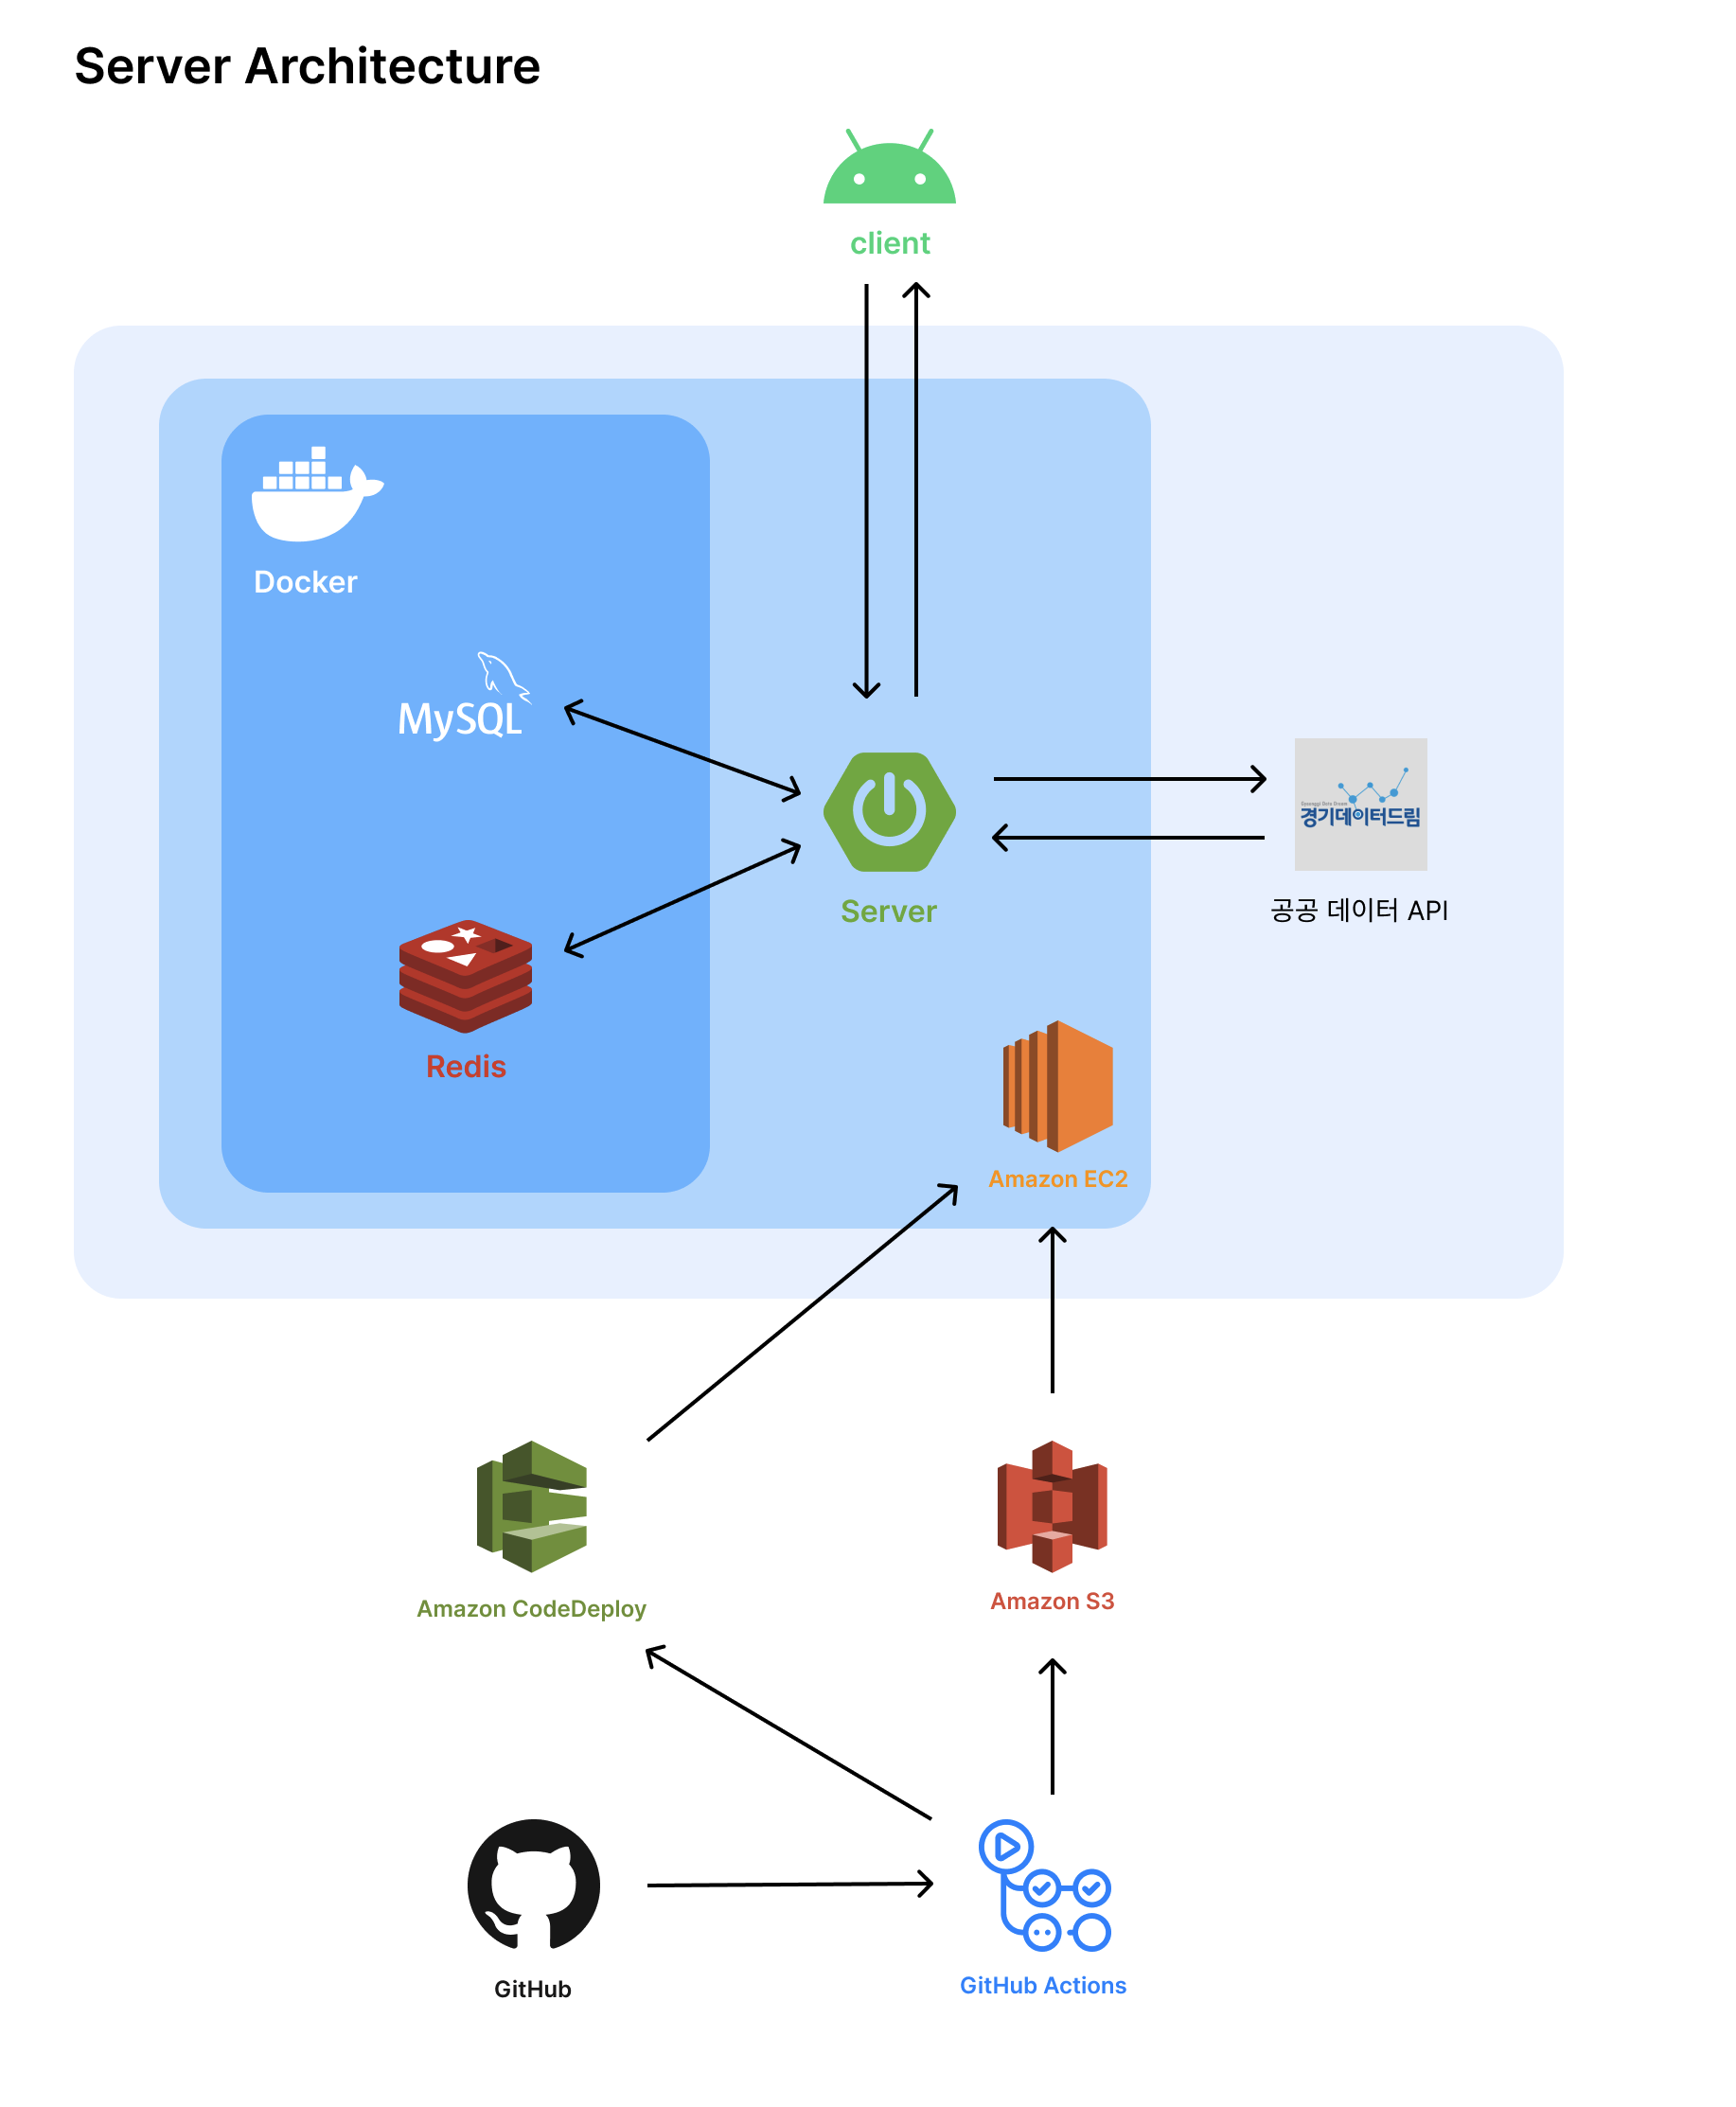 Server Architecture
client
Docker
MySQL
경기데이터드림
Server
공공 데이터 API
Redis
Amazon EC2
Amazon CodeDeploy
Amazon S3
GitHub
GitHub Actions